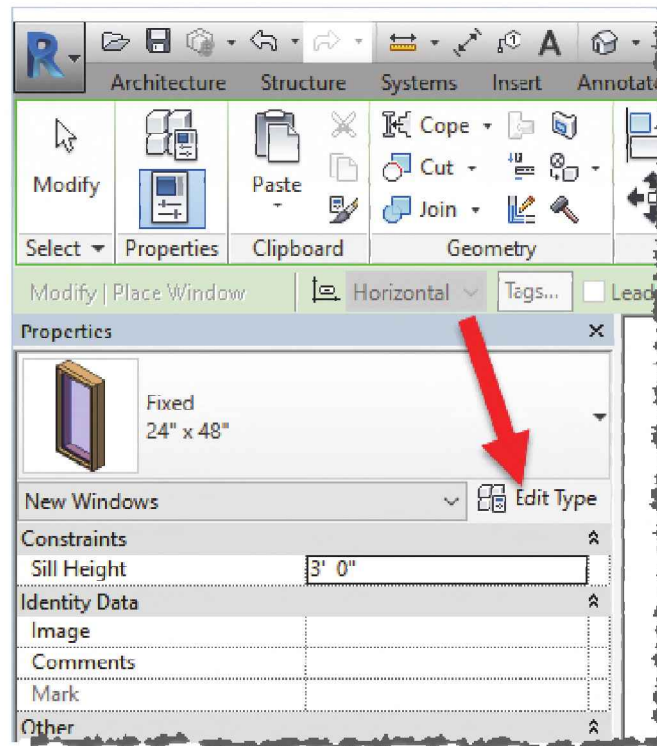 R
A
Architecture Structure Systems Insert Annotate
Modify
Paste
Cope
Cut
Join
Select Properties Clipboard Geometry
Modify | Place Window Horizontal Tags... Lead
Properties
Fixed
24" x 48"
New Windows Edit Type
Constraints
Sill Height 3' 0"
Identity Data
Image
Comments
Mark
Other